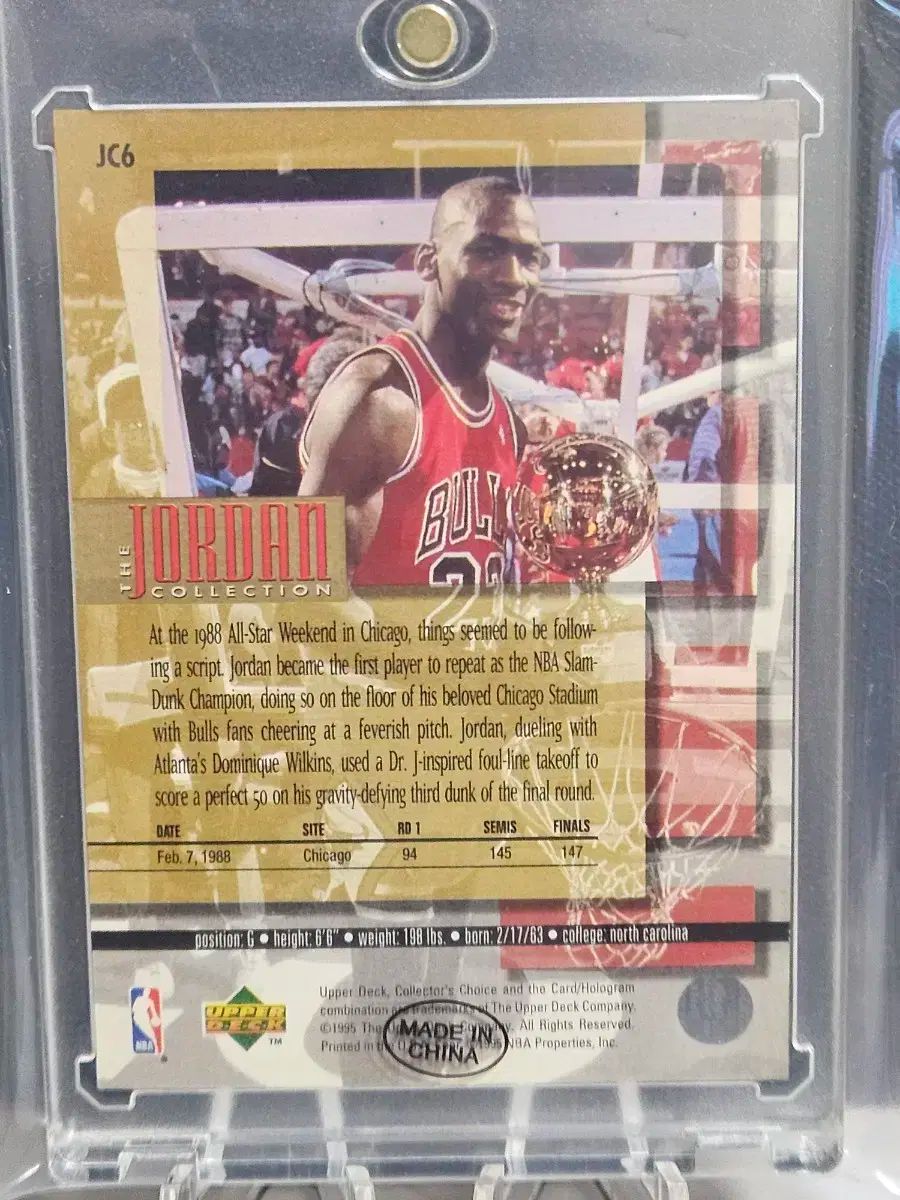 JC6
BULL
23
THE
JORDAN
COLLECTION
At the 1988 All-Star Weekend in Chicago, things seemed to be follow-
ing a script. Jordan became the first player to repeat as the NBA Slam-
Dunk Champion, doing so on the floor of his beloved Chicago Stadium
with Bulls fans cheering at a feverish pitch. Jordan, dueling with
Atlanta's Dominique Wilkins, used a Dr. J-inspired foul-line takeoff to
score a perfect 50 on his gravity-defying third dunk of the final round.
DATE SITE RD 1 SEMIS FINALS
Feb. 7, 1988 Chicago 94 145 147
position: G • height: 6'6" • weight: 198 lbs. • born: 2/17/63 • college: north carolina
Upper Deck, Collector's Choice and the Card/Hologram
combination are trademarks of The Upper Deck Company.
©1995 The Upper Deck Company. All Rights Reserved.
Printed in the ©1995 NBA Properties, Inc.
MADE IN
CHINA
NBA
UPPER
DECK
TM